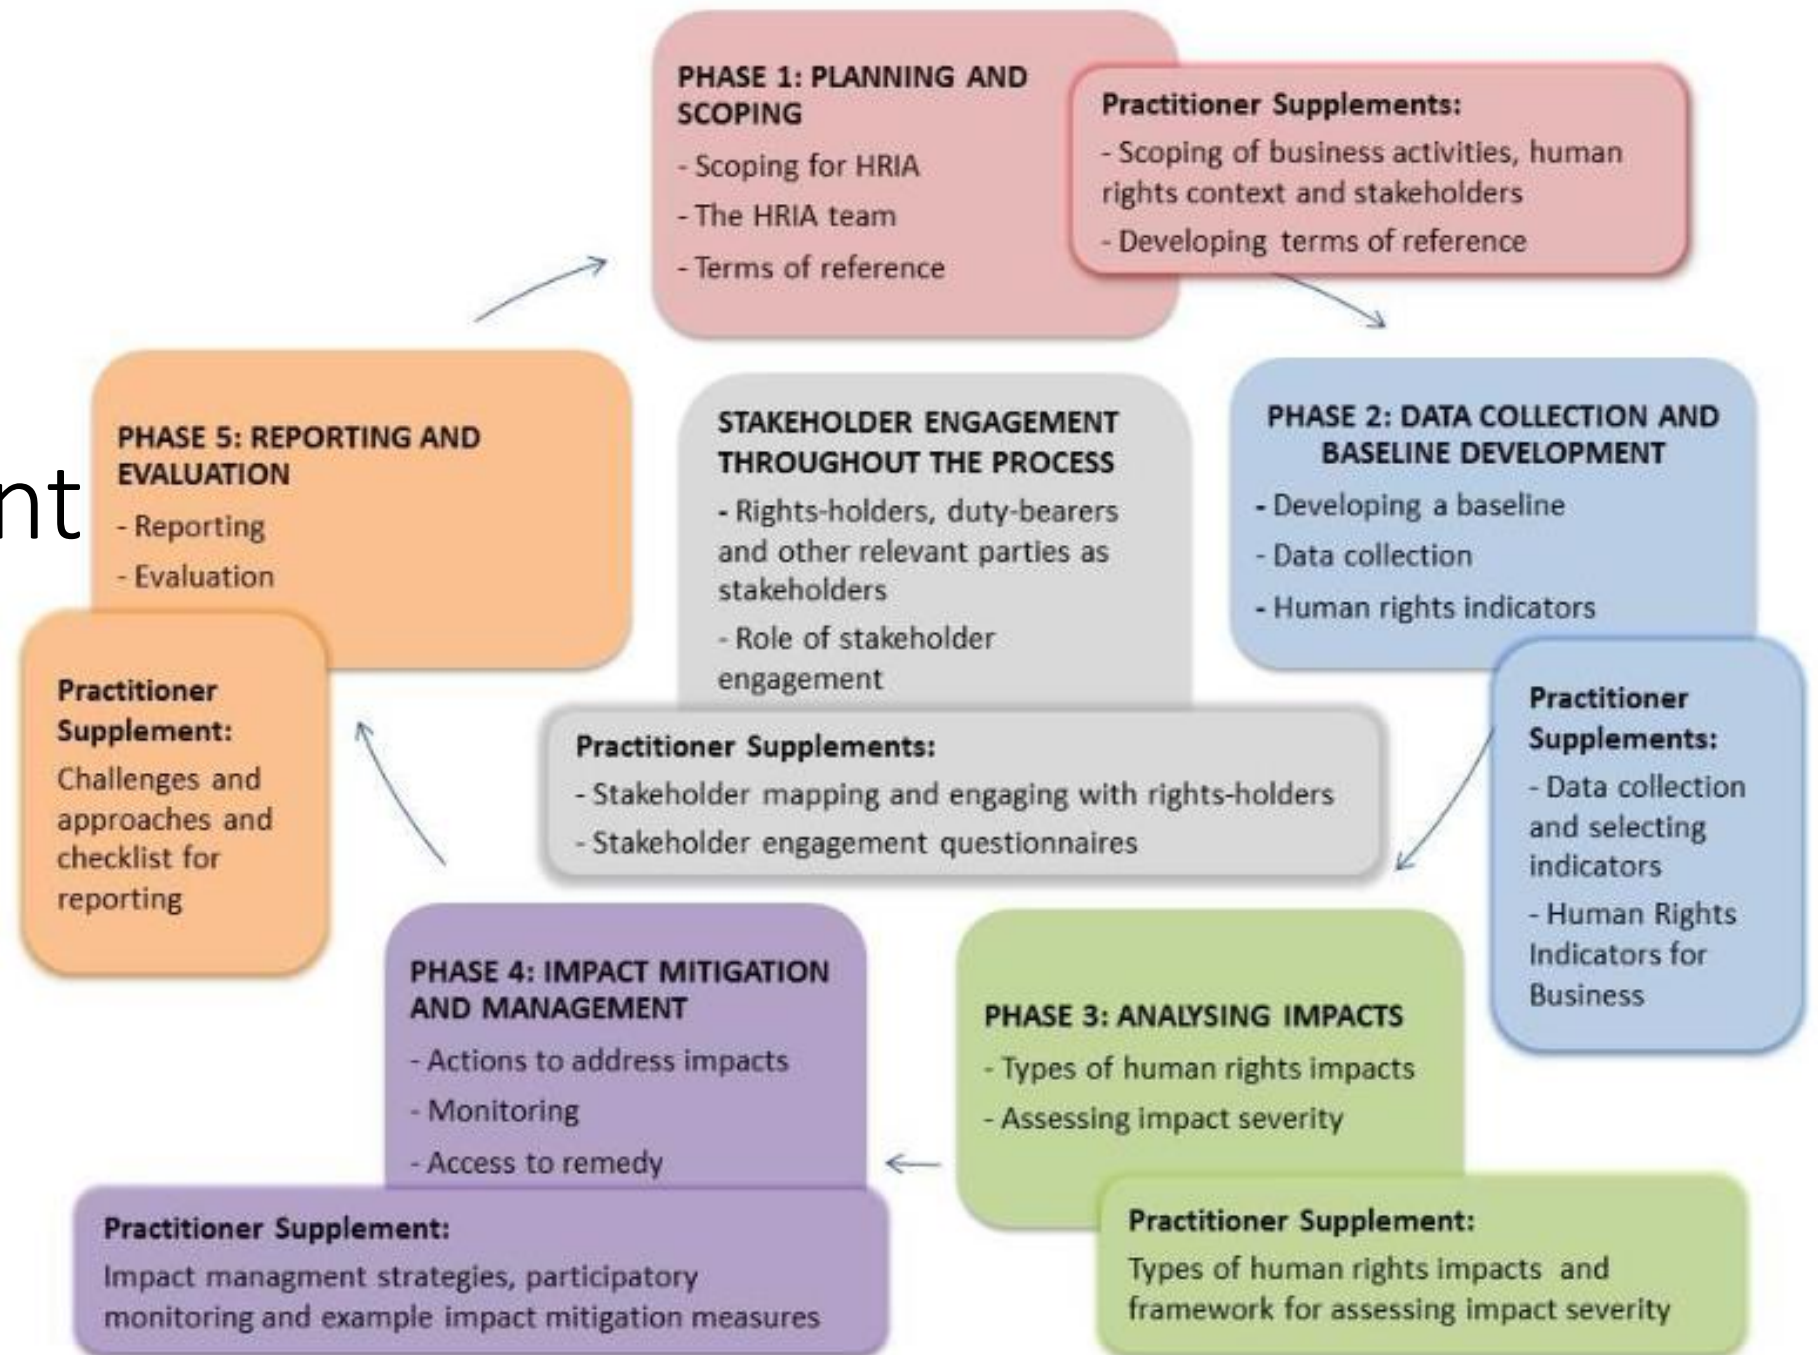 PHASE 1: PLANNING AND
SCOPING
- Scoping for HRIA
- The HRIA team
- Terms of reference
Practitioner Supplements:
- Scoping of business activities, human
rights context and stakeholders
- Developing terms of reference
PHASE 2: DATA COLLECTION AND
BASELINE DEVELOPMENT
- Developing a baseline
- Data collection
- Human rights indicators
Practitioner
Supplements:
- Data collection
and selecting
indicators
- Human Rights
Indicators for
Business
PHASE 3: ANALYSING IMPACTS
- Types of human rights impacts
- Assessing impact severity
Practitioner Supplement:
Types of human rights impacts and
framework for assessing impact severity
PHASE 4: IMPACT MITIGATION
AND MANAGEMENT
- Actions to address impacts
- Monitoring
- Access to remedy
Practitioner Supplement:
Impact managment strategies, participatory
monitoring and example impact mitigation measures
PHASE 5: REPORTING AND
EVALUATION
- Reporting
- Evaluation
Practitioner
Supplement:
Challenges and
approaches and
checklist for
reporting
STAKEHOLDER ENGAGEMENT
THROUGHOUT THE PROCESS
- Rights-holders, duty-bearers
and other relevant parties as
stakeholders
- Role of stakeholder
engagement
Practitioner Supplements:
- Stakeholder mapping and engaging with rights-holders
- Stakeholder engagement questionnaires